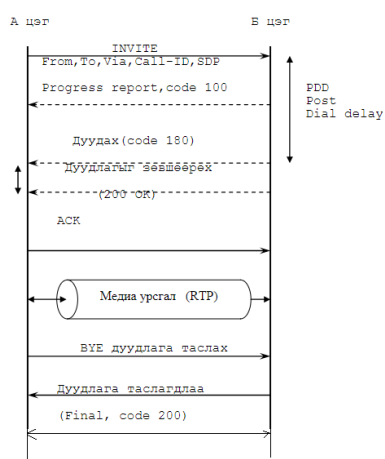 А цэг
Б цэг
INVITE
From,To,Via,Call-ID,SDP
Progress report,code 100
PDD
Post
Dial delay
Дуудах(code 180)
Дуудлагыг зөвшөөрөх
(200 OK)
ACK
Медиа урсгал (RTP)
BYE дуудлага таслах
Дуудлага таслагдлаа
(Final, code 200)